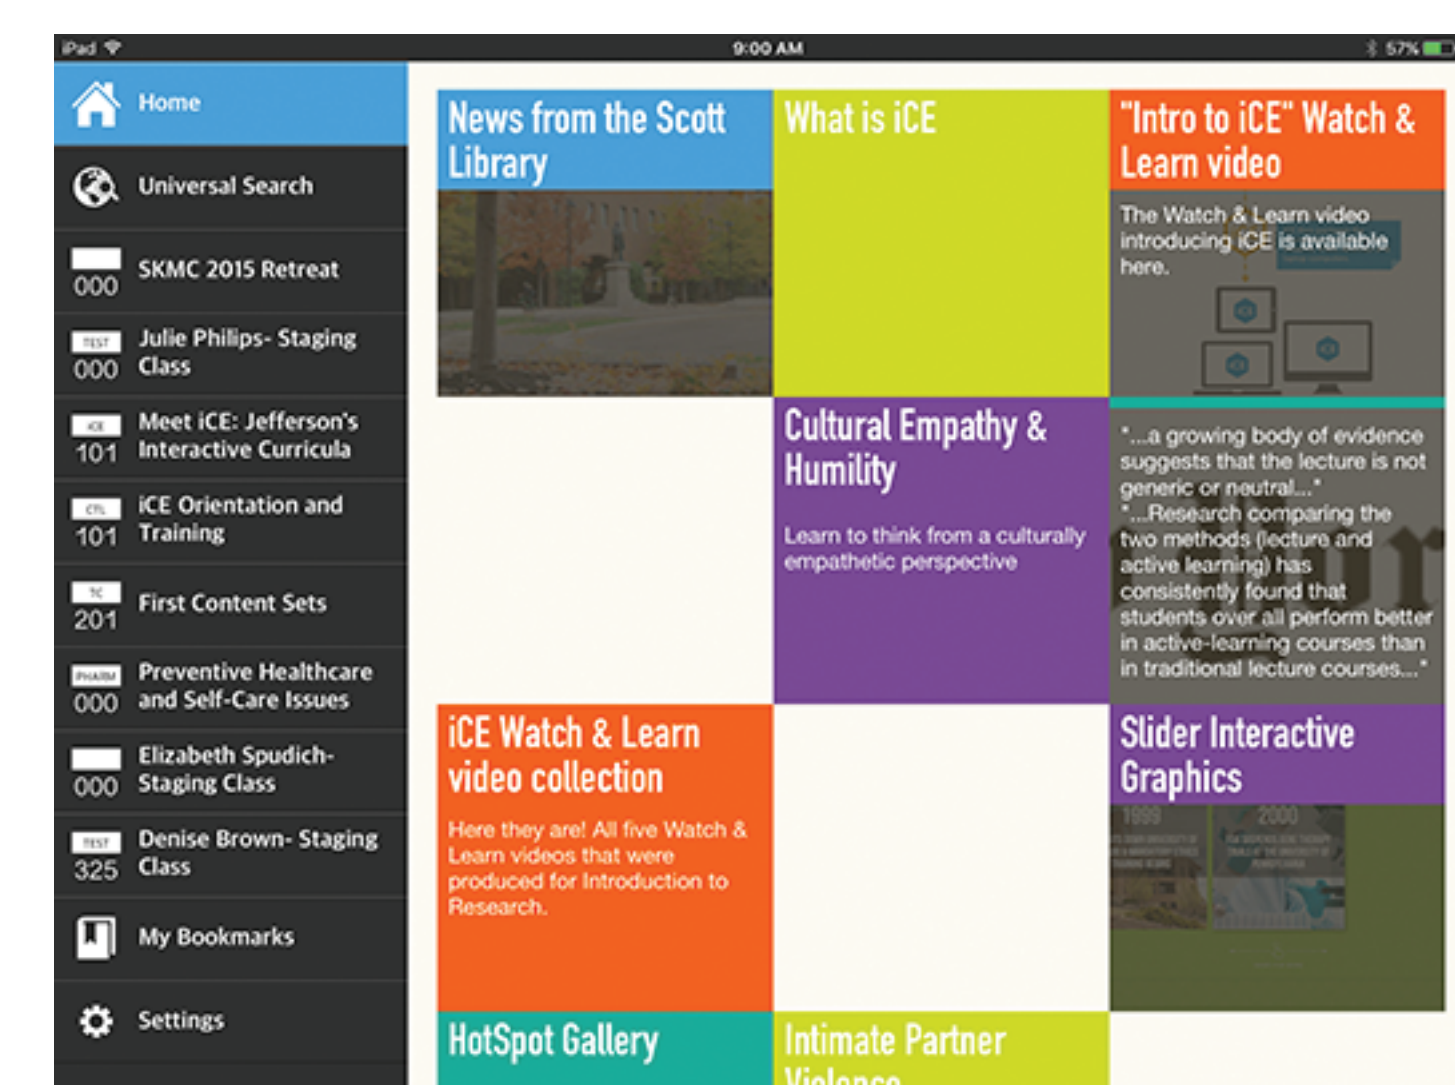 iPad
9:00 AM
57%
Home
Universal Search
000
SKMC 2015 Retreat
TEST
000
Julie Philips- Staging
Class
iCE
101
Meet iCE: Jefferson's
Interactive Curricula
CTL
101
iCE Orientation and
Training
TC
201
First Content Sets
PHARM
000
Preventive Healthcare
and Self-Care Issues
000
Elizabeth Spudich-
Staging Class
TEST
325
Denise Brown- Staging
Class
My Bookmarks
Settings
News from the Scott
Library
What is iCE
"Intro to iCE" Watch &
Learn video
The Watch & Learn video
introducing iCE is available
here.
Cultural Empathy &
Humility
Learn to think from a culturally
empathetic perspective
"...a growing body of evidence
suggests that the lecture is not
generic or neutral..."
"...Research comparing the
two methods (lecture and
active learning) has
consistently found that
students over all perform better
in active-learning courses than
in traditional lecture courses..."
iCE Watch & Learn
video collection
Here they are! All five Watch &
Learn videos that were
produced for Introduction to
Research.
Slider Interactive
Graphics
1999
2000
HotSpot Gallery
Intimate Partner
Violence